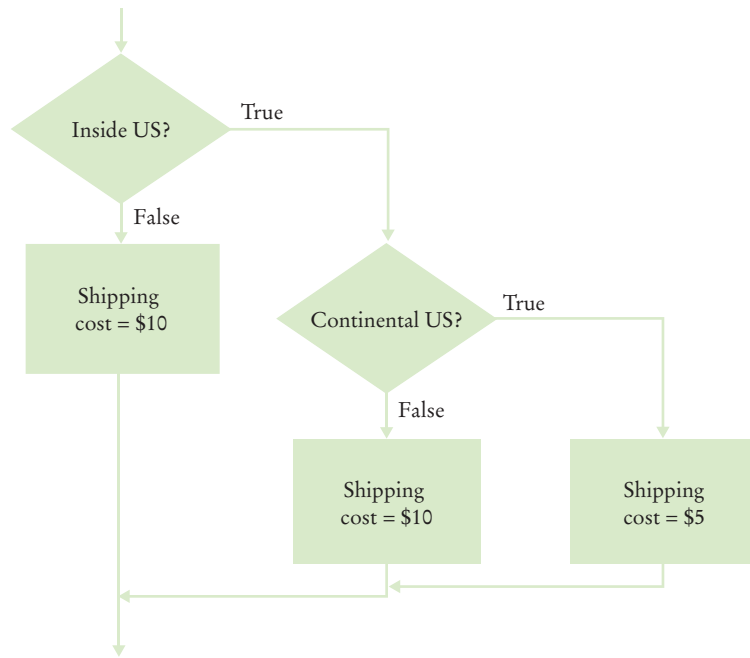 True
Inside US?
False
Shipping
cost = $10
True
Continental US?
False
Shipping
cost = $10
Shipping
cost = $5